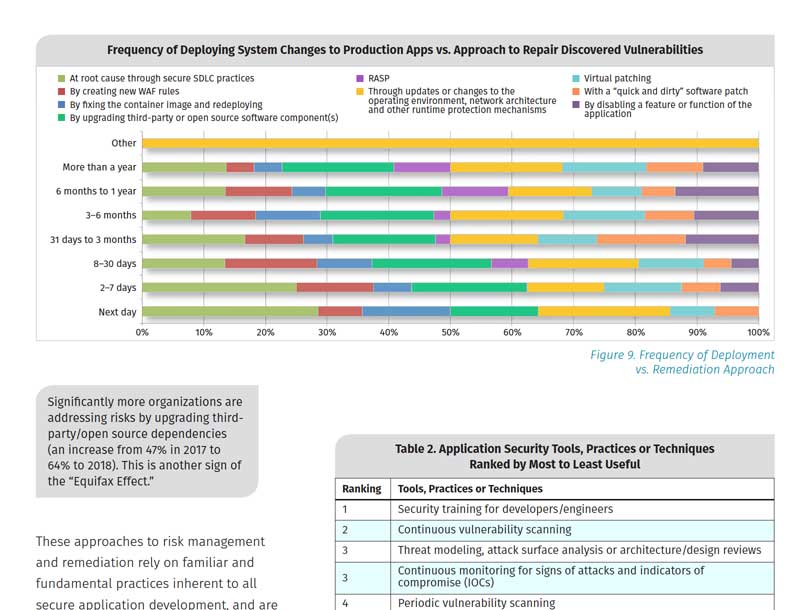 Frequency of Deploying System Changes to Production Apps vs. Approach to Repair Discovered Vulnerabilities
At root cause through secure SDLC practices
By creating new WAF rules
By fixing the container image and redeploying
By upgrading third-party or open source software component(s)
RASP
Through updates or changes to the
operating environment, network architecture
and other runtime protection mechanisms
Virtual patching
With a “quick and dirty” software patch
By disabling a feature or function of the
application
Other
More than a year
6 months to 1 year
3–6 months
31 days to 3 months
8–30 days
2–7 days
Next day
0% 10% 20% 30% 40% 50% 60% 70% 80% 90% 100%
Figure 9. Frequency of Deployment
vs. Remediation Approach
Significantly more organizations are
addressing risks by upgrading third-
party/open source dependencies
(an increase from 47% in 2017 to
64% to 2018). This is another sign of
the “Equifax Effect.”
These approaches to risk management
and remediation rely on familiar and
fundamental practices inherent to all
secure application development, and are
Table 2. Application Security Tools, Practices or Techniques
Ranked by Most to Least Useful
Ranking Tools, Practices or Techniques
1 Security training for developers/engineers
2 Continuous vulnerability scanning
3 Threat modeling, attack surface analysis or architecture/design reviews
3 Continuous monitoring for signs of attacks and indicators of
compromise (IOCs)
4 Periodic vulnerability scanning